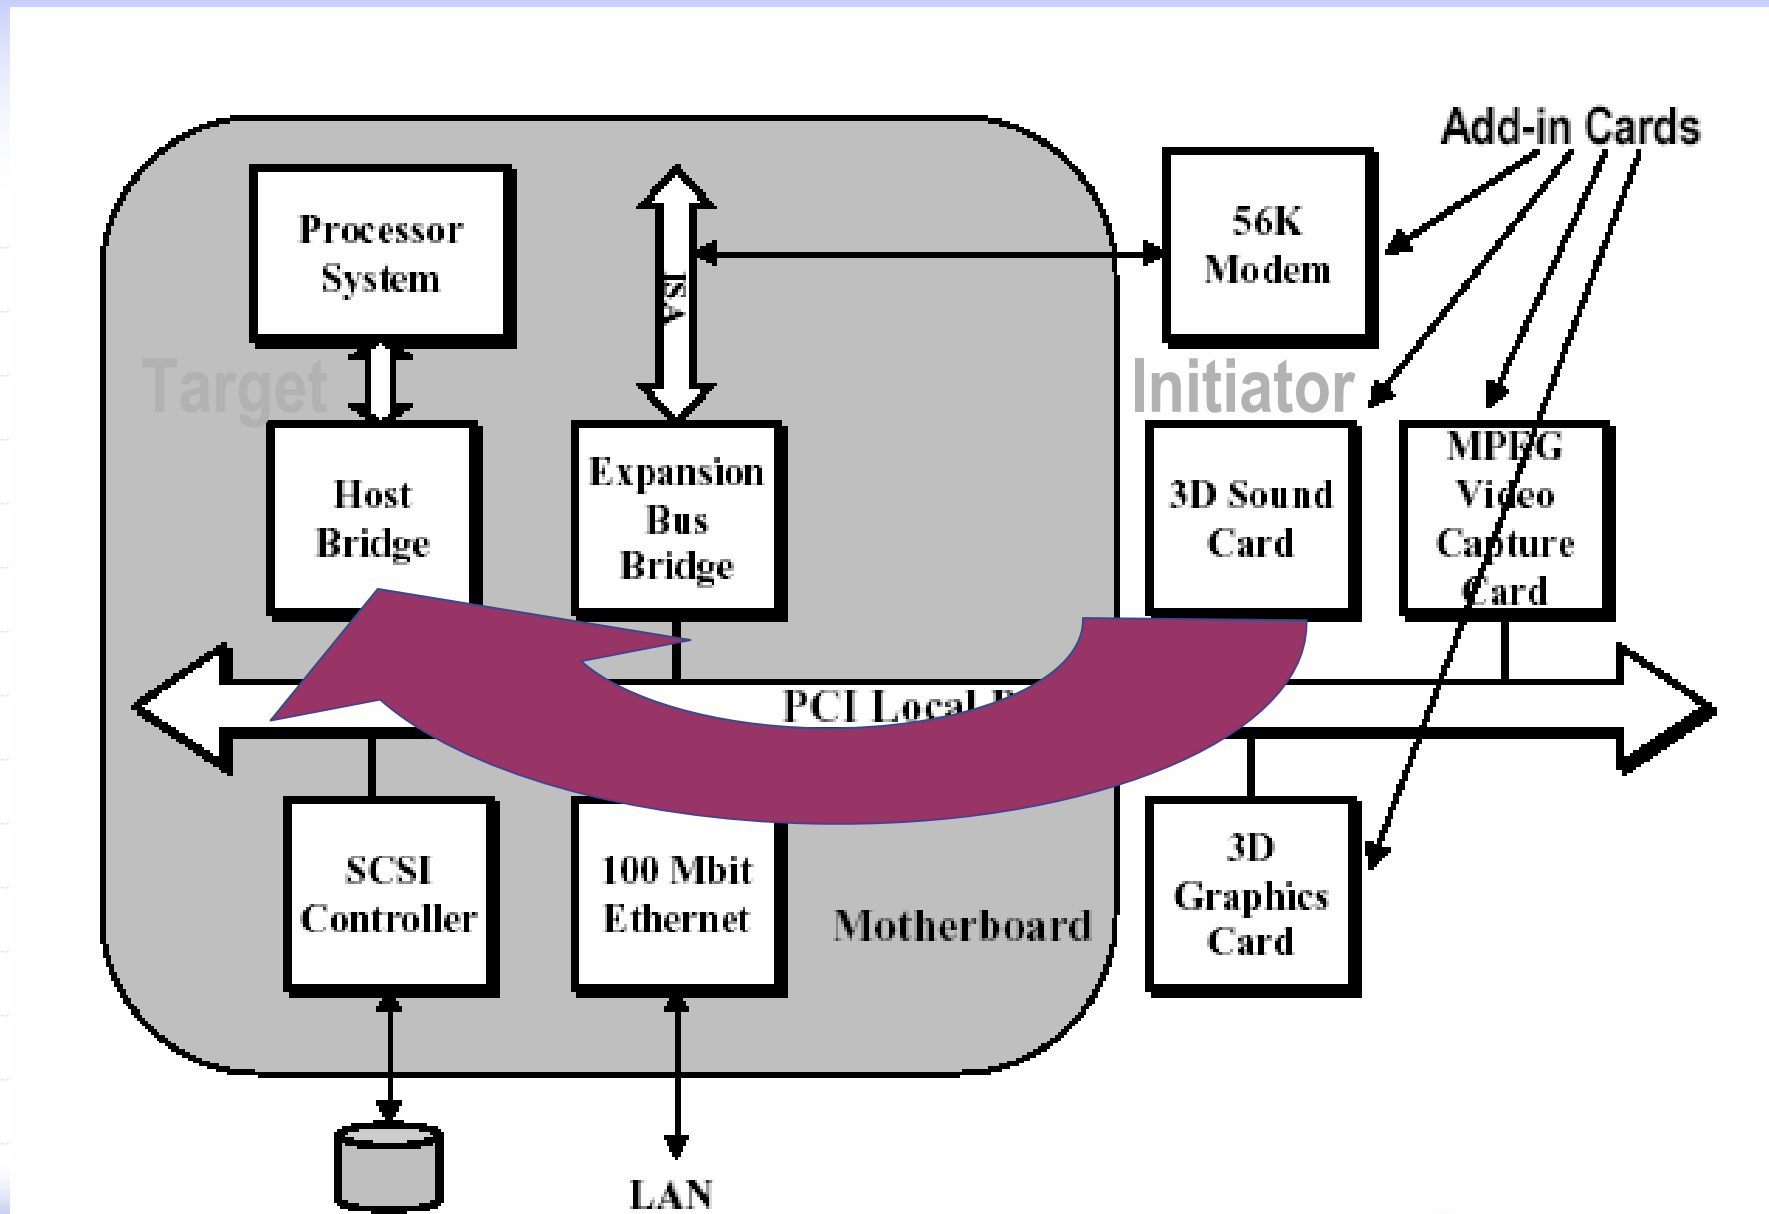 Add-in Cards
Processor
System
ISA
56K
Modem
Target
Initiator
Host
Bridge
Expansion
Bus
Bridge
3D Sound
Card
MPEG
Video
Capture
Card
PCI Local
SCSI
Controller
100 Mbit
Ethernet
Motherboard
3D
Graphics
Card
LAN